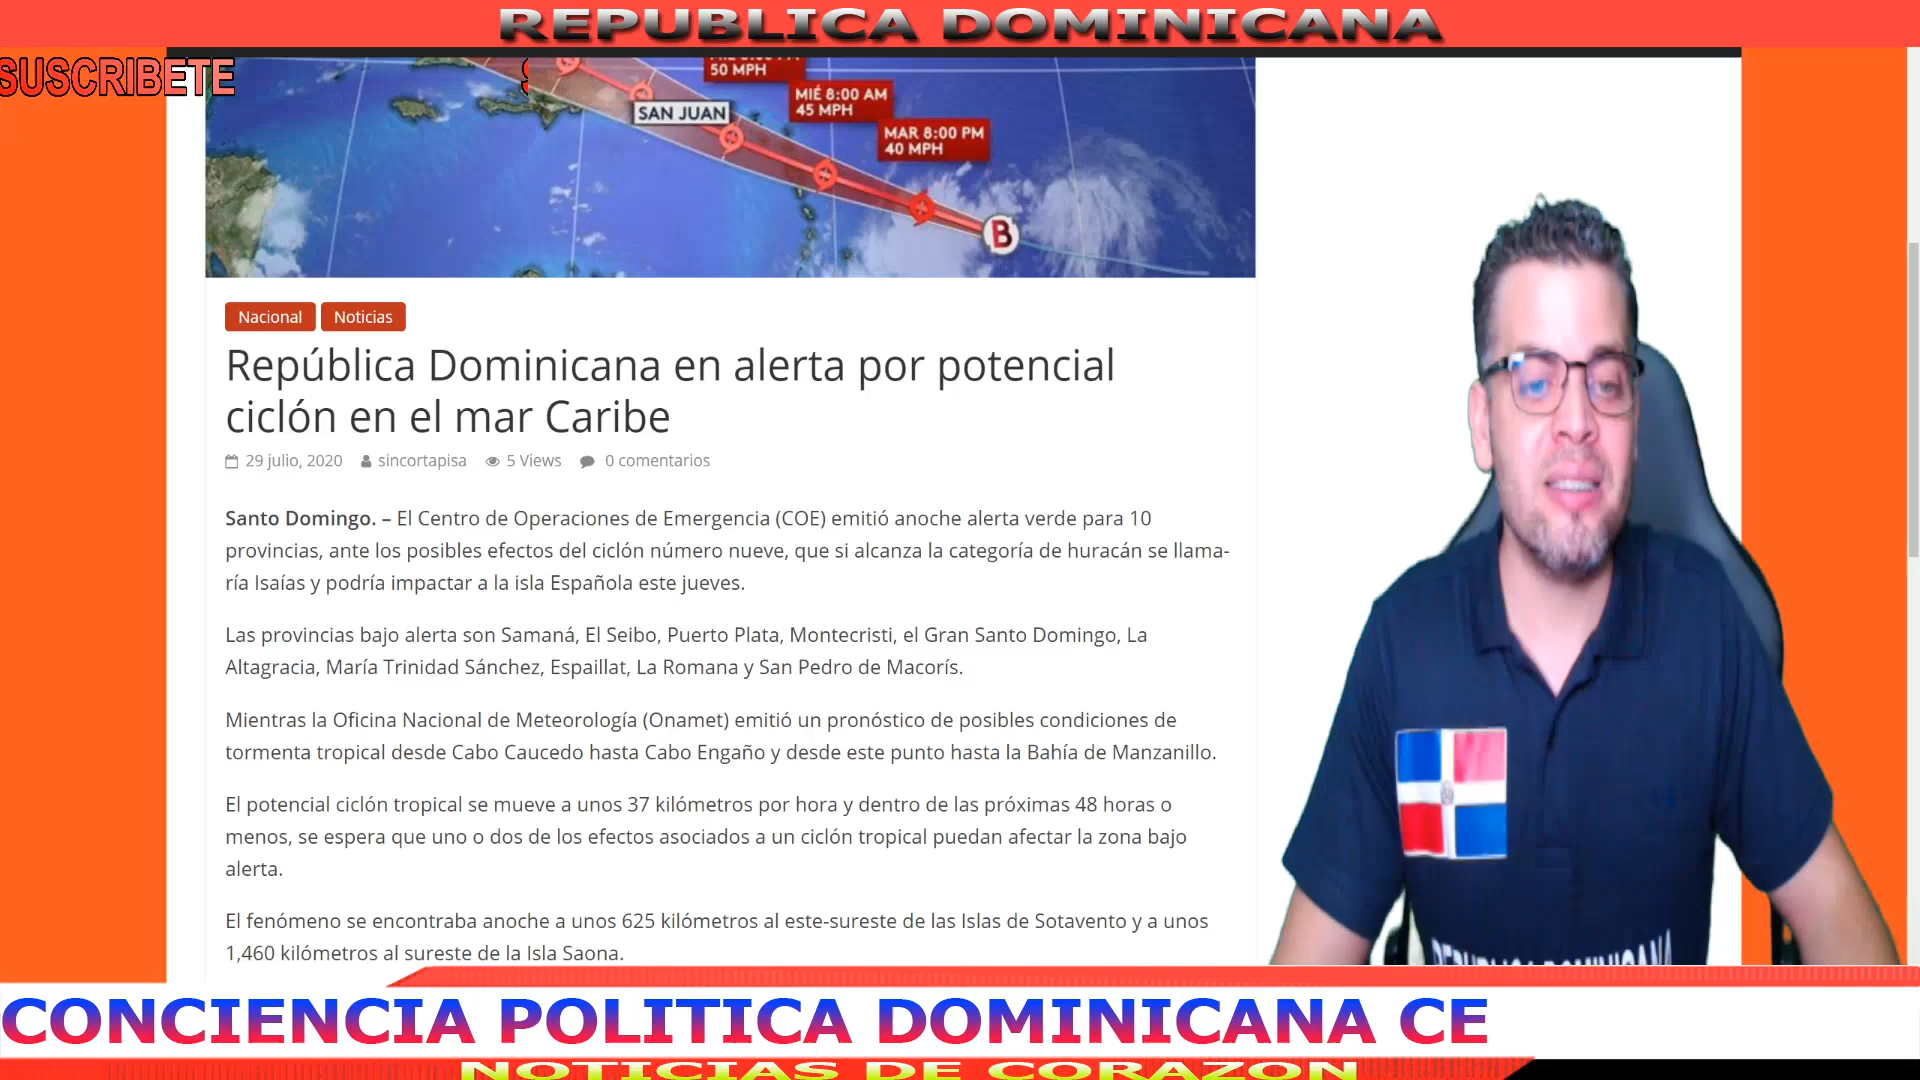 REPUBLICA DOMINICANA
SUSCRIBETE
50 MPH
MIÉ 8:00 AM
45 MPH
SAN JUAN
MAR 8:00 PM
40 MPH
B
Nacional Noticias
República Dominicana en alerta por potencial
ciclón en el mar Caribe
29 julio, 2020 sincortapisa 5 Views 0 comentarios
Santo Domingo. – El Centro de Operaciones de Emergencia (COE) emitió anoche alerta verde para 10
provincias, ante los posibles efectos del ciclón número nueve, que si alcanza la categoría de huracán se llama-
ría Isaías y podría impactar a la isla Española este jueves.
Las provincias bajo alerta son Samaná, El Seibo, Puerto Plata, Montecristi, el Gran Santo Domingo, La
Altagracia, María Trinidad Sánchez, Espaillat, La Romana y San Pedro de Macorís.
Mientras la Oficina Nacional de Meteorología (Onamet) emitió un pronóstico de posibles condiciones de
tormenta tropical desde Cabo Caucedo hasta Cabo Engaño y desde este punto hasta la Bahía de Manzanillo.
El potencial ciclón tropical se mueve a unos 37 kilómetros por hora y dentro de las próximas 48 horas o
menos, se espera que uno o dos de los efectos asociados a un ciclón tropical puedan afectar la zona bajo
alerta.
El fenómeno se encontraba anoche a unos 625 kilómetros al este-sureste de las Islas de Sotavento y a unos
1,460 kilómetros al sureste de la Isla Saona.
REPUBLICA DOMINICANA
CONCIENCIA POLITICA DOMINICANA CE
NOTICIAS DE CORAZON